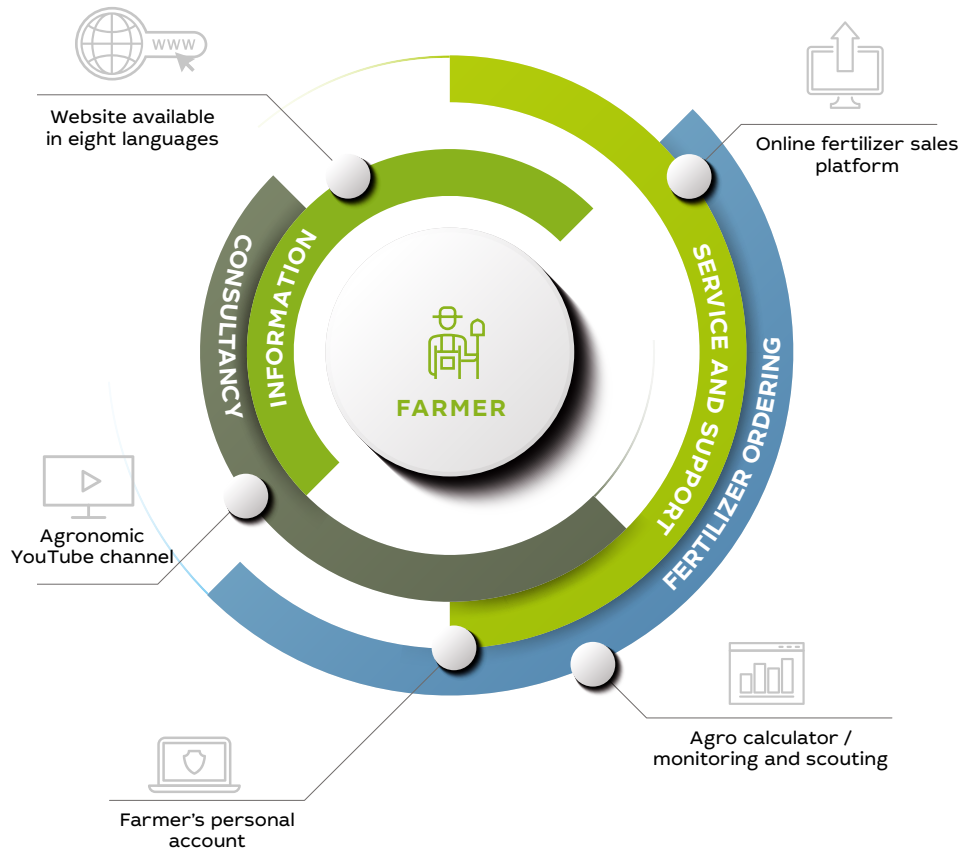 WWW
Website available
in eight languages
Online fertilizer sales
platform
CONSULTANCY
INFORMATION
SERVICE AND SUPPORT
FERTILIZER ORDERING
FARMER
Agronomic
YouTube channel
Agro calculator /
monitoring and scouting
Farmer's personal
account